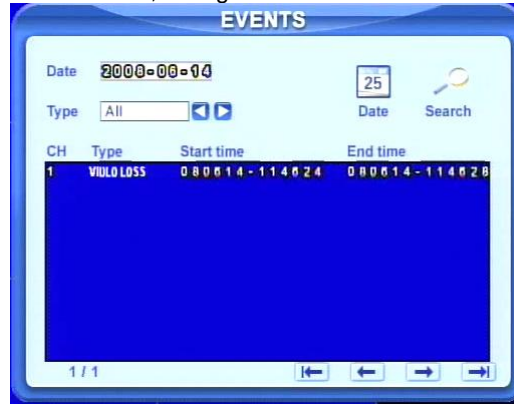 EVENTS
Date 2008-06-14
25
Type All Date Search
CH Type Start time End time
1 VIDLO LOSS 080614-114624 080614-114628
1 / 1